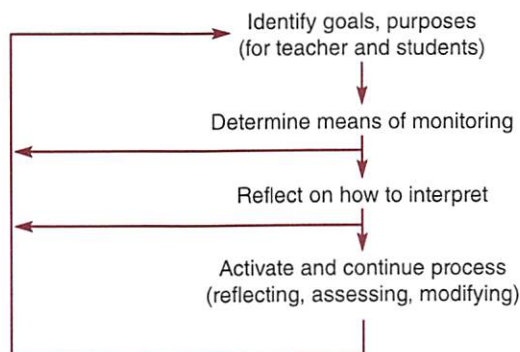 Identify goals, purposes
(for teacher and students)
Determine means of monitoring
Reflect on how to interpret
Activate and continue process
(reflecting, assessing, modifying)